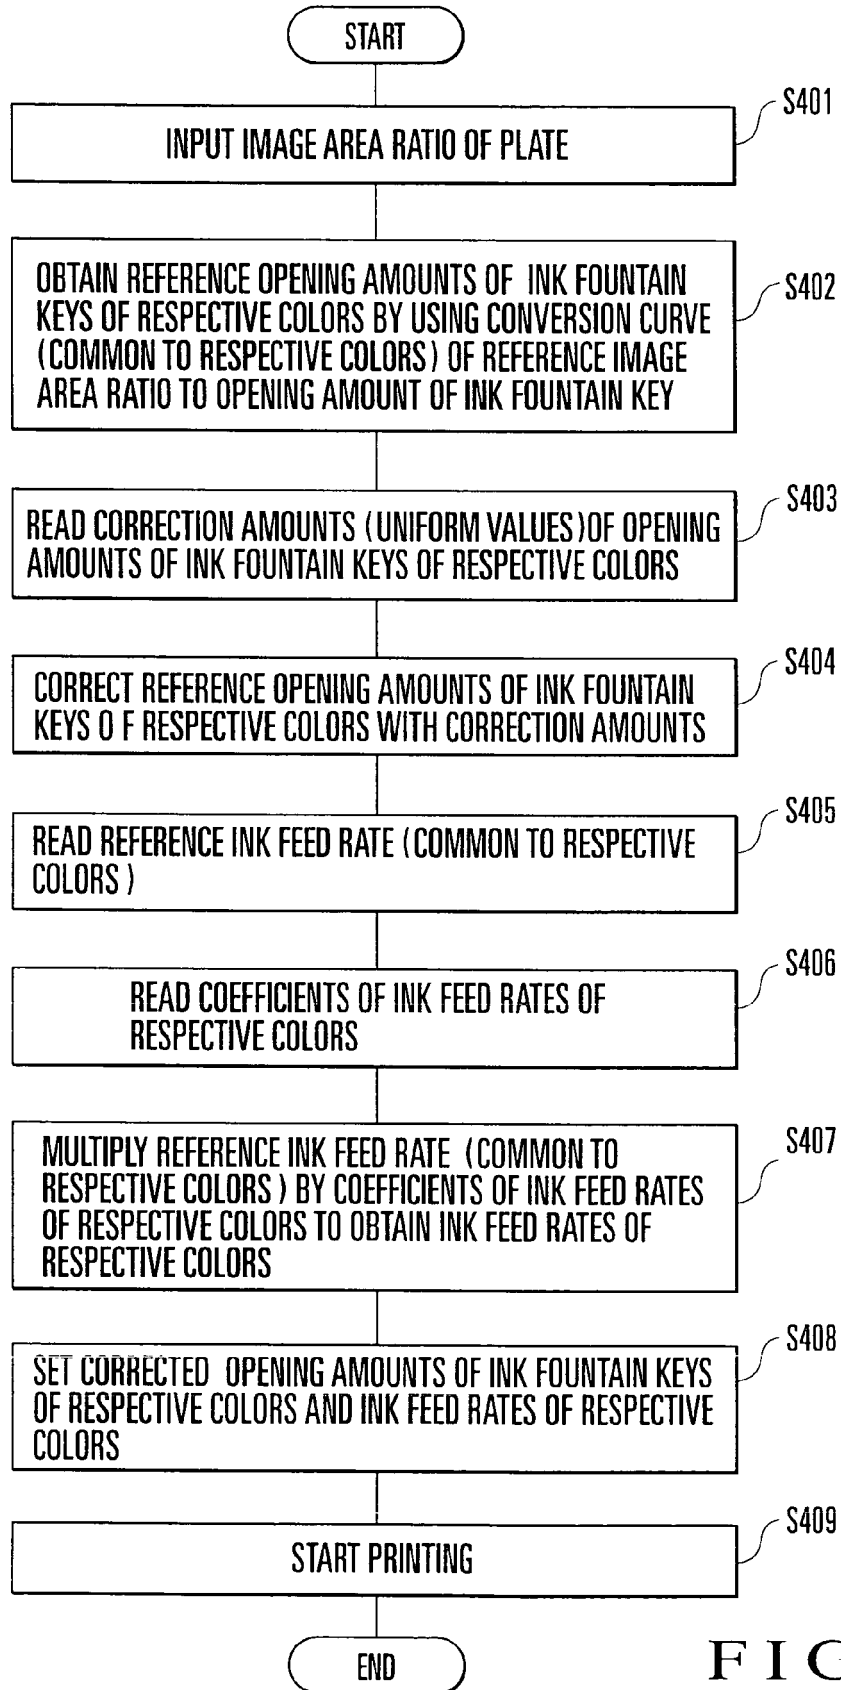 START
S401
INPUT IMAGE AREA RATIO OF PLATE
S402
OBTAIN REFERENCE OPENING AMOUNTS OF INK FOUNTAIN
KEYS OF RESPECTIVE COLORS BY USING CONVERSION CURVE
(COMMON TO RESPECTIVE COLORS) OF REFERENCE IMAGE
AREA RATIO TO OPENING AMOUNT OF INK FOUNTAIN KEY
S403
READ CORRECTION AMOUNTS (UNIFORM VALUES) OF OPENING
AMOUNTS OF INK FOUNTAIN KEYS OF RESPECTIVE COLORS
S404
CORRECT REFERENCE OPENING AMOUNTS OF INK FOUNTAIN
KEYS O F RESPECTIVE COLORS WITH CORRECTION AMOUNTS
S405
READ REFERENCE INK FEED RATE (COMMON TO RESPECTIVE
COLORS)
S406
READ COEFFICIENTS OF INK FEED RATES OF
RESPECTIVE COLORS
S407
MULTIPLY REFERENCE INK FEED RATE (COMMON TO
RESPECTIVE COLORS) BY COEFFICIENTS OF INK FEED RATES
OF RESPECTIVE COLORS TO OBTAIN INK FEED RATES OF
RESPECTIVE COLORS
S408
SET CORRECTED OPENING AMOUNTS OF INK FOUNTAIN KEYS
OF RESPECTIVE COLORS AND INK FEED RATES OF RESPECTIVE
COLORS
S409
START PRINTING
END
FIG